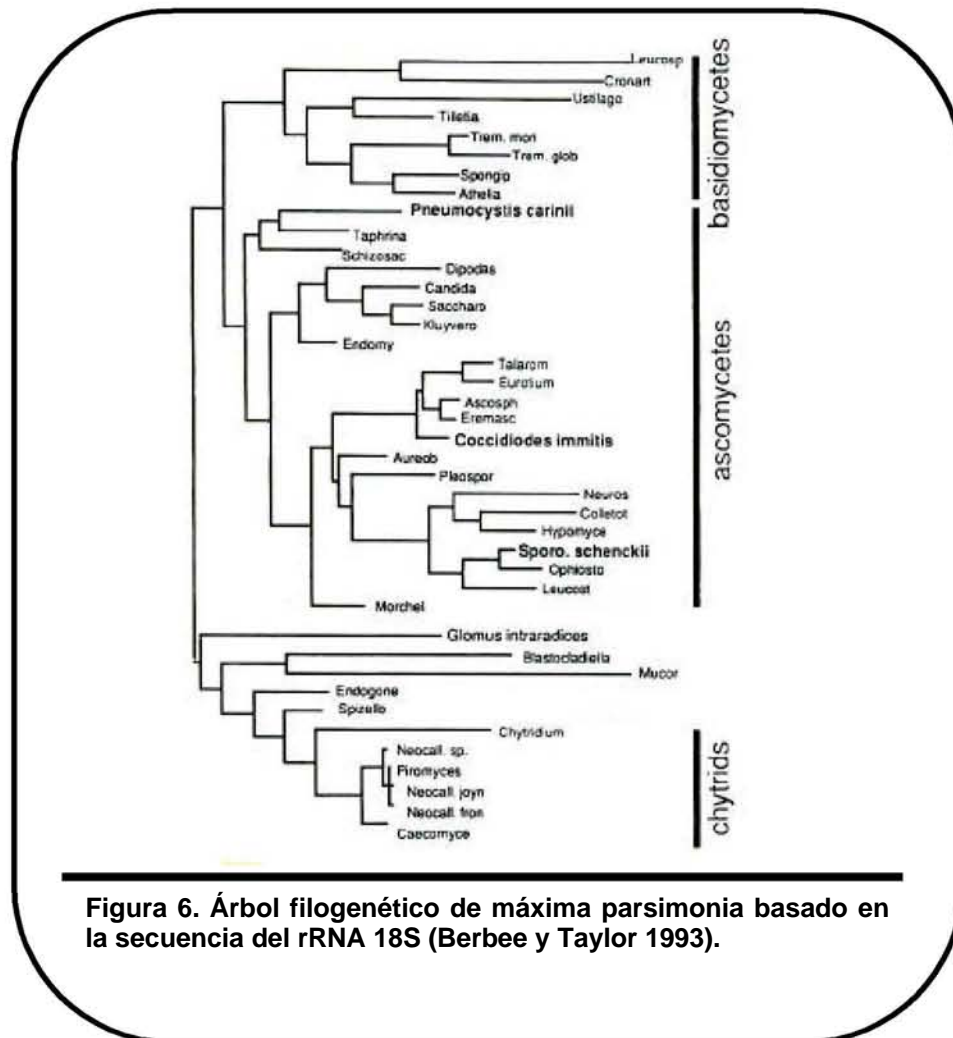 Leucosp
Cronart
Ustilago
Tilletia
Trem. mori
Trem. glob
Spongip
Athelia
Pneumocystis carinii
Taphrina
Schizosac
Dipodas
Candida
Saccharo
Kluyvero
Endomy
Talarom
Eurotium
Ascosph
Eremasc
Coccidiodes immitis
Aureob
Pleospor
Neuros
Colletot
Hypomyce
Sporo. schenckii
Ophiosto
Leucost
Morchel
Glomus intraradices
Blastocladiella
Mucor
Endogone
Spizello
Chytridium
Neocall. sp.
Piromyces
Neocall. joyn
Neocall. fron
Caecomyce
basidiomycetes
ascomycetes
chytrids
Figura 6. Árbol filogenético de máxima parsimonia basado en
la secuencia del rRNA 18S (Berbee y Taylor 1993).